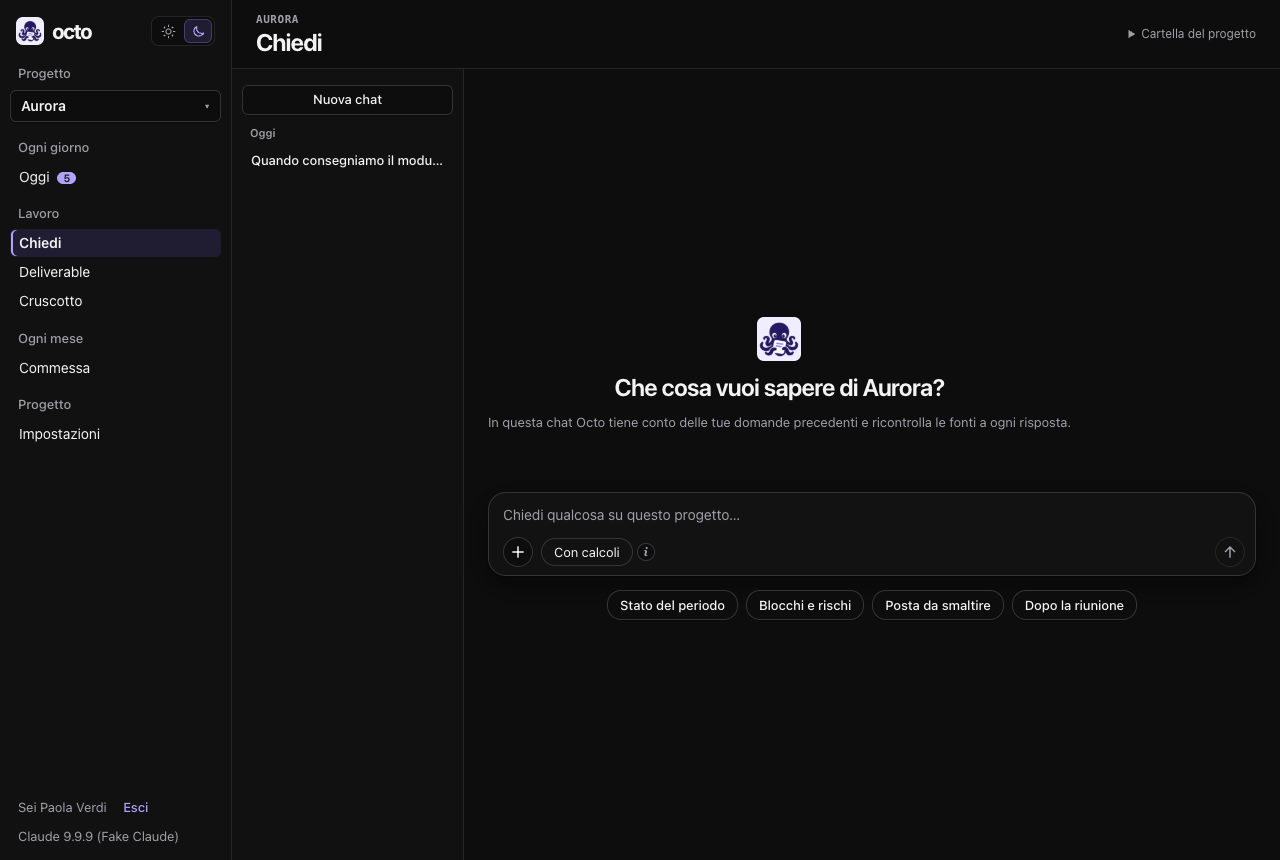 octo
Progetto
Aurora
Ogni giorno
Oggi 5
Lavoro
Chiedi
Deliverable
Cruscotto
Ogni mese
Commessa
Progetto
Impostazioni
Sei Paola Verdi Esci
Claude 9.9.9 (Fake Claude)
AURORA
Chiedi
Cartella del progetto
Nuova chat
Oggi
Quando consegniamo il modu...
Che cosa vuoi sapere di Aurora?
In questa chat Octo tiene conto delle tue domande precedenti e ricontrolla le fonti a ogni risposta.
Chiedi qualcosa su questo progetto...
Con calcoli i
Stato del periodo Blocchi e rischi Posta da smaltire Dopo la riunione